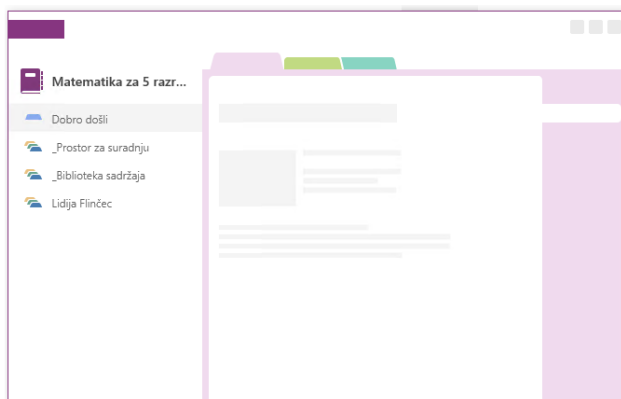 Matematika za 5 razr...
Dobro došli
_Prostor za suradnju
_Biblioteka sadržaja
Lidija Flinčec